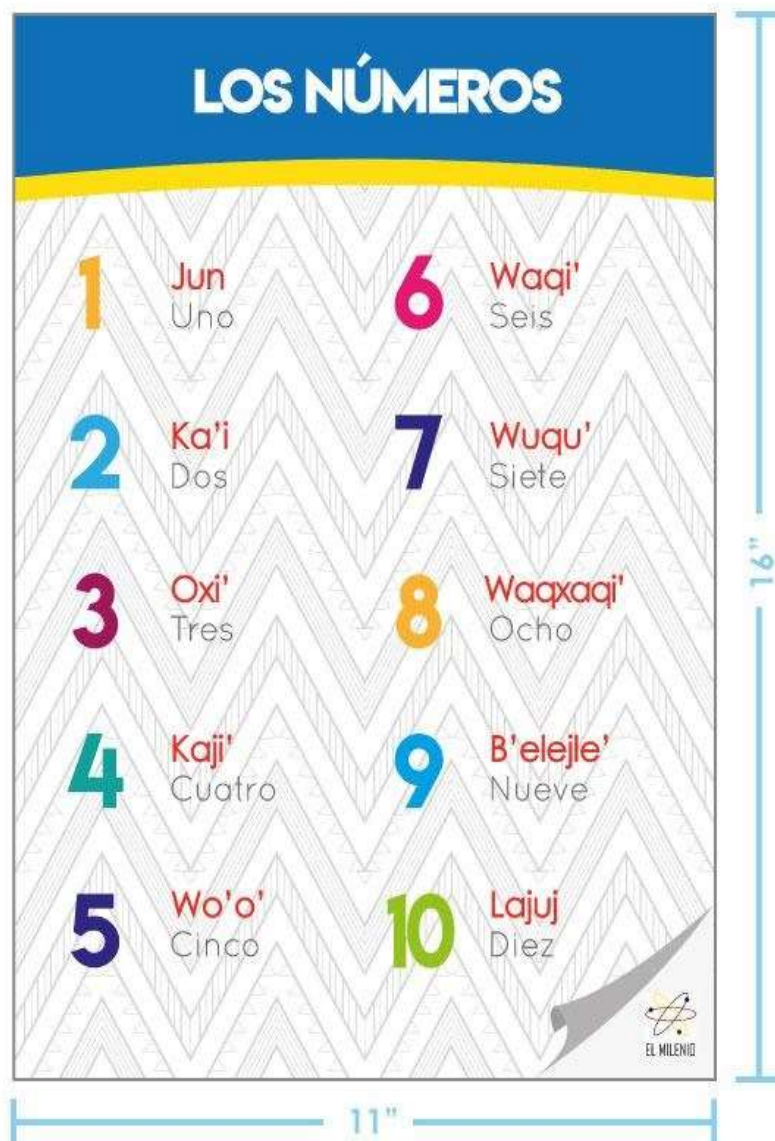 LOS NÚMEROS
1
Jun
Uno
2
Ka'i
Dos
3
Oxi'
Tres
4
Kaji'
Cuatro
5
Wo'o'
Cinco
6
Waqi'
Seis
7
Wuqu'
Siete
8
Waqxaqi'
Ocho
9
B'elejle'
Nueve
10
Lajuj
Diez
EL MILENIO
16"
11"